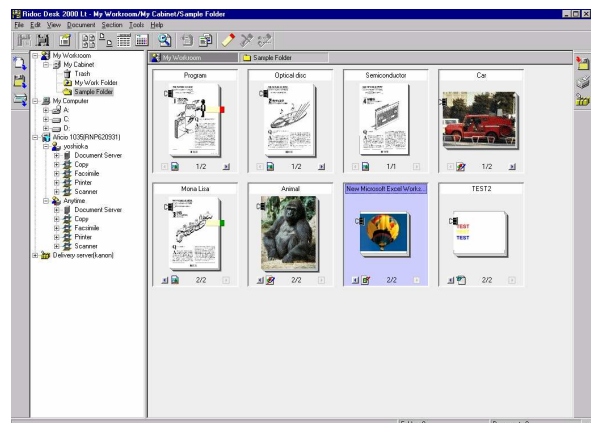 Ridoc Desk 2000 Lt - My Workroom/My Cabinet/Sample Folder
File Edit View Document Section Tools Help
My Workroom
My Cabinet
Trash
My Work Folder
Sample Folder
My Computer
A:
C:
D:
Aficio 1035(RNP620931)
yoshioka
Document Server
Copy
Facsimile
Printer
Scanner
Anytime
Document Server
Copy
Facsimile
Printer
Scanner
Delivery server(kanon)
My Workroom Sample Folder
Program Optical disc Semiconductor Car
1/2 1/2 1/1 1/2
Mona Lisa Animal New Microsoft Excel Works... TEST2
TEST
TEST
2/2 2/2 2/2 2/2